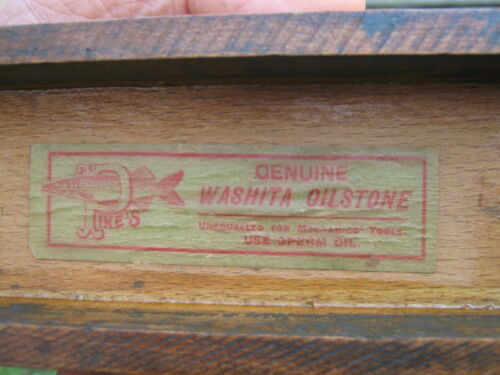 PIKE'S
GENUINE
WASHITA OILSTONE
UNEQUALLED FOR MECHANICS' TOOLS.
USE SPERM OIL.